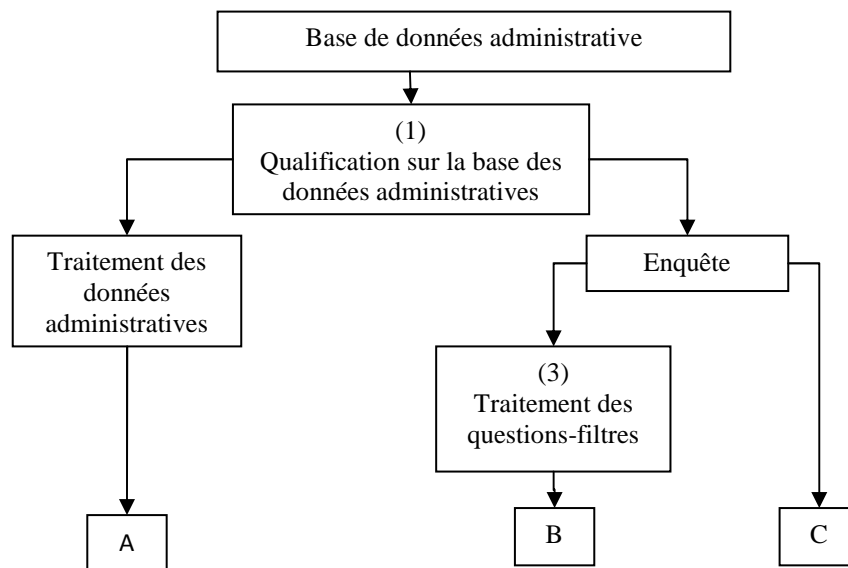 Base de données administrative
(1)
Qualification sur la base des
données administratives
Traitement des
données
administratives
Enquête
(3)
Traitement des
questions-filtres
A
B
C